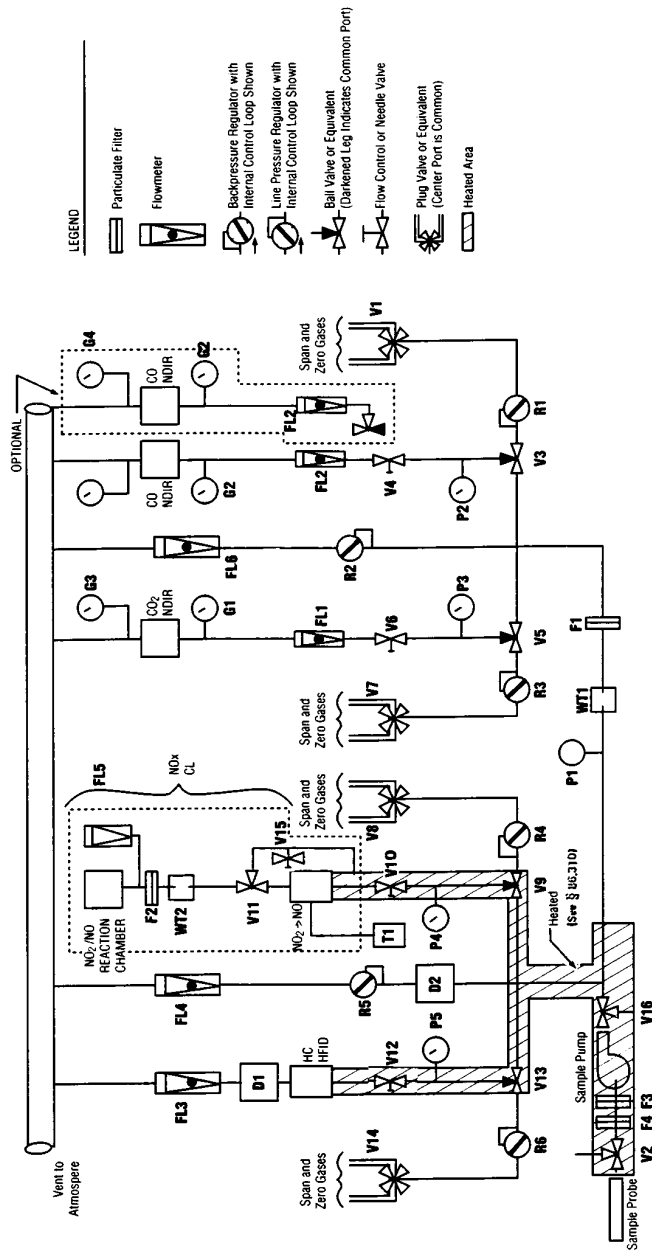 Vent to
Atmospere
OPTIONAL
FL3
D1
HC
HFID
V12
P5
V13
V14
Span and
Zero Gases
R6
FL4
R5
D2
NO₂/NO
REACTION
CHAMBER
FL5
F2
WT2
NOx
CL
V11
V15
NO₂→NO
T1
V10
P4
V9
Heated
(See § 86.310)
V8
Span and
Zero Gases
R4
V7
Span and
Zero Gases
R3
G3
CO₂
NDIR
G1
FL1
V6
P3
V5
FL6
R2
CO
NDIR
G2
FL2
V4
P2
V3
G4
CO
NDIR
G2
FL2
V1
Span and
Zero Gases
R1
P1
WT1
F1
Sample Probe
V2
F4
F3
Sample Pump
V16
LEGEND
Particulate Filter
Flowmeter
Backpressure Regulator with
Internal Control Loop Shown
Line Pressure Regulator with
Internal Control Loop Shown
Ball Valve or Equivalent
(Darkened Leg Indicates Common Port)
Flow Control or Needle Valve
Plug Valve or Equivalent
(Center Port is Common)
Heated Area